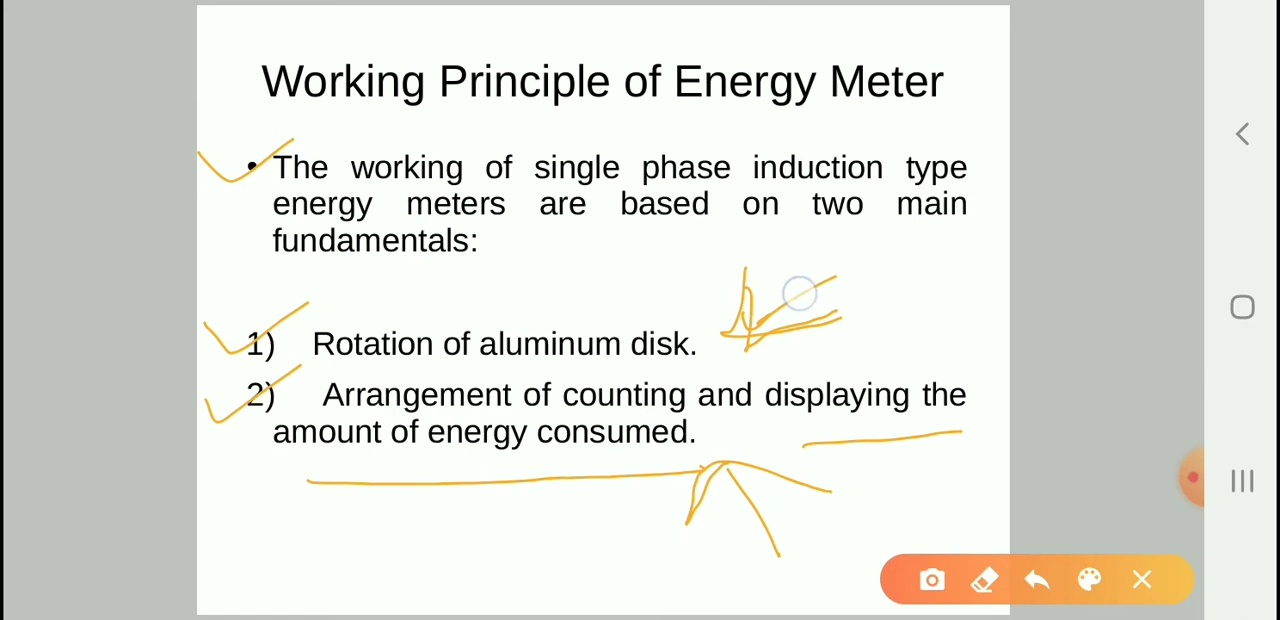 Working Principle of Energy Meter
• The working of single phase induction type
energy meters are based on two main
fundamentals:
1) Rotation of aluminum disk.
2) Arrangement of counting and displaying the
amount of energy consumed.